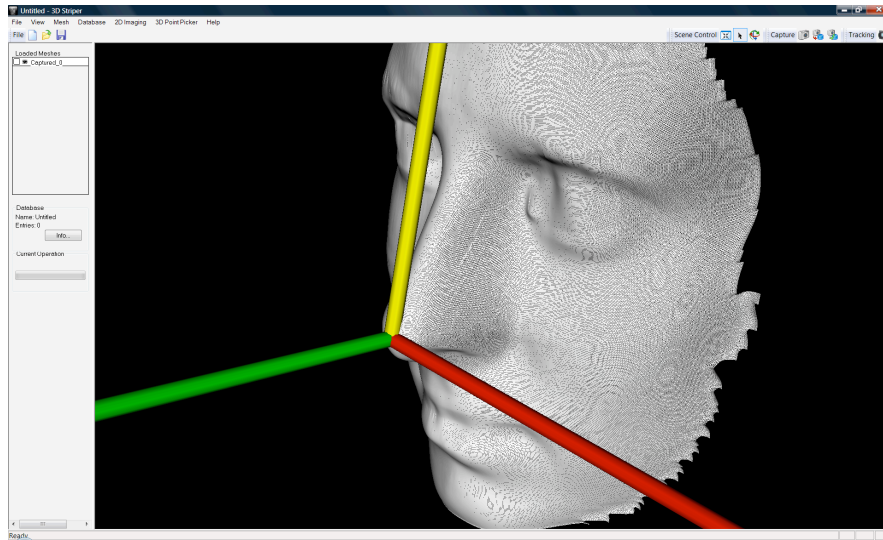 Untitled - 3D Striper
File View Mesh Database 2D Imaging 3D Point Picker Help
File Scene Control Capture Tracking
Loaded Meshes
_Captured_0_
Database
Name: Untitled
Entries: 0
Info...
Current Operation
Ready.